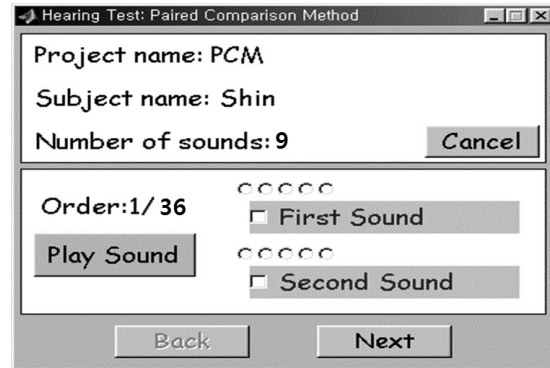 Hearing Test: Paired Comparison Method
Project name: PCM
Subject name: Shin
Number of sounds: 9
Cancel
Order:1/ 36
First Sound
Play Sound
Second Sound
Back
Next